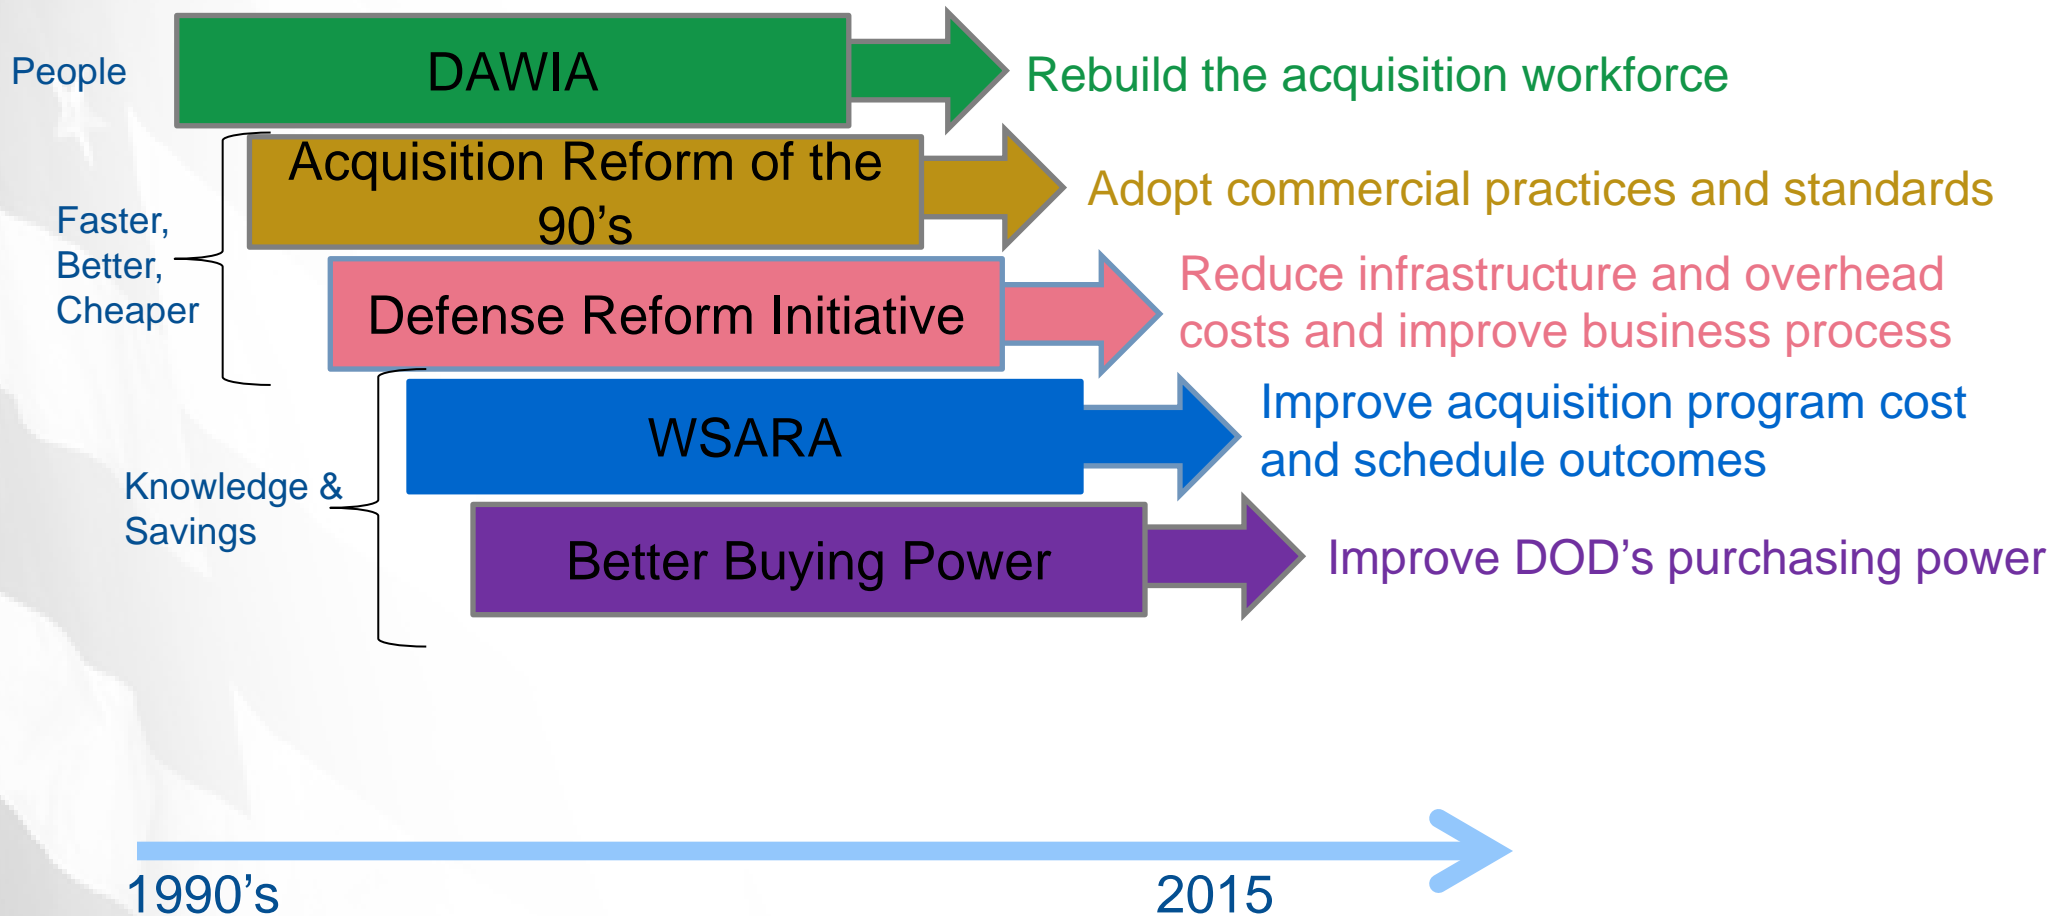 People
DAWIA
Rebuild the acquisition workforce
Acquisition Reform of the
90’s
Adopt commercial practices and standards
Faster,
Better,
Cheaper
Defense Reform Initiative
Reduce infrastructure and overhead
costs and improve business process
WSARA
Improve acquisition program cost
and schedule outcomes
Knowledge &
Savings
Better Buying Power
Improve DOD’s purchasing power
1990’s
2015